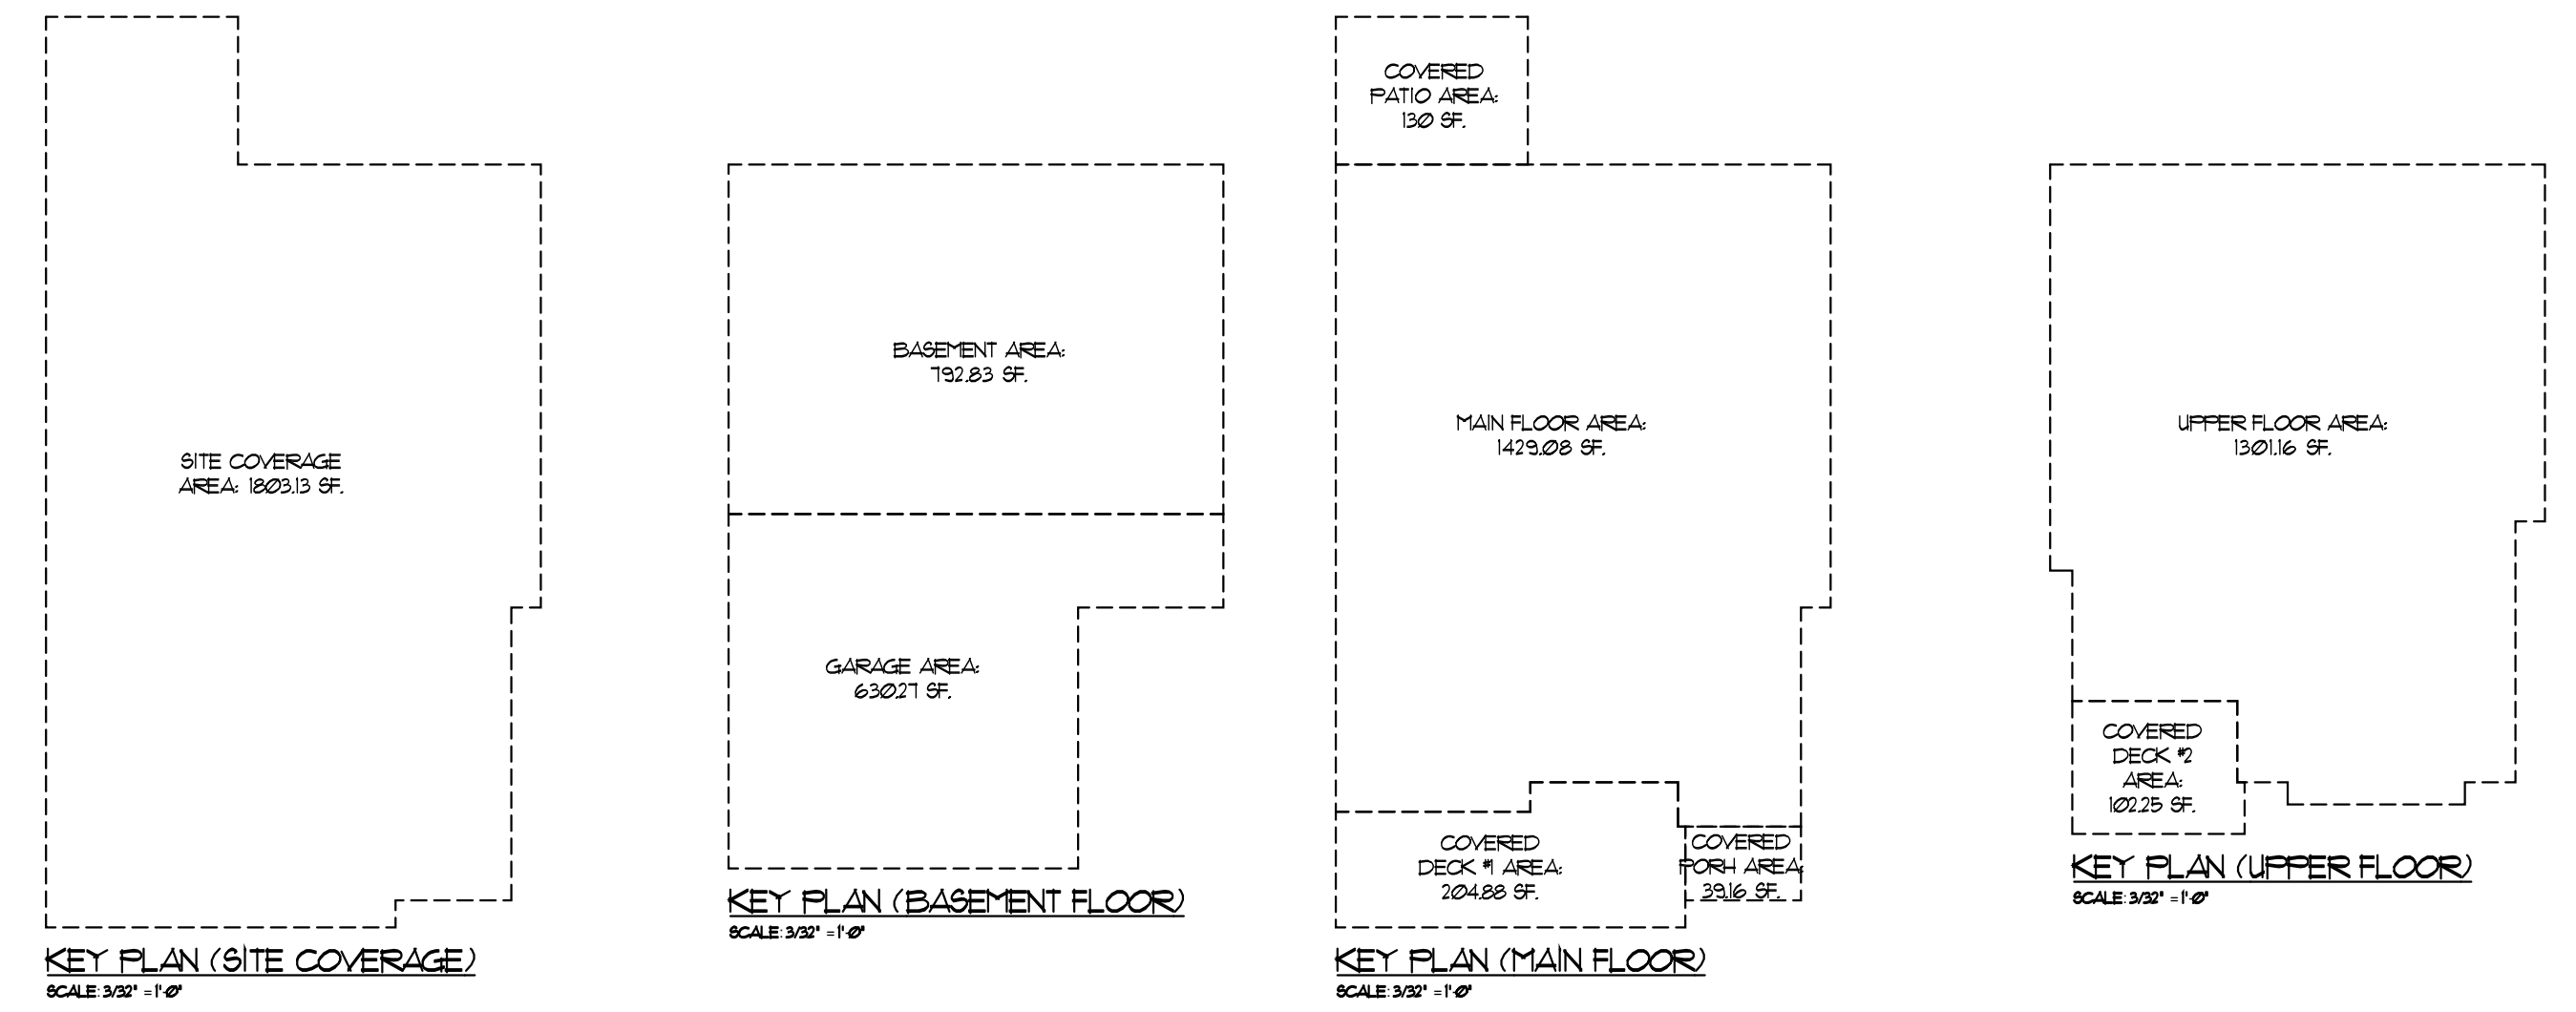 SITE COVERAGE
AREA: 1803.13 SF.
KEY PLAN (SITE COVERAGE)
SCALE: 3/32" = 1'-0"
BASEMENT AREA:
792.83 SF.
GARAGE AREA:
630.27 SF.
KEY PLAN (BASEMENT FLOOR)
SCALE: 3/32" = 1'-0"
COVERED
PATIO AREA:
130 SF.
MAIN FLOOR AREA:
1429.08 SF.
COVERED
DECK #1 AREA:
204.88 SF.
COVERED
PORH AREA:
39.16 SF.
KEY PLAN (MAIN FLOOR)
SCALE: 3/32" = 1'-0"
UPPER FLOOR AREA:
1301.16 SF.
COVERED
DECK #2
AREA:
102.25 SF.
KEY PLAN (UPPER FLOOR)
SCALE: 3/32" = 1'-0"